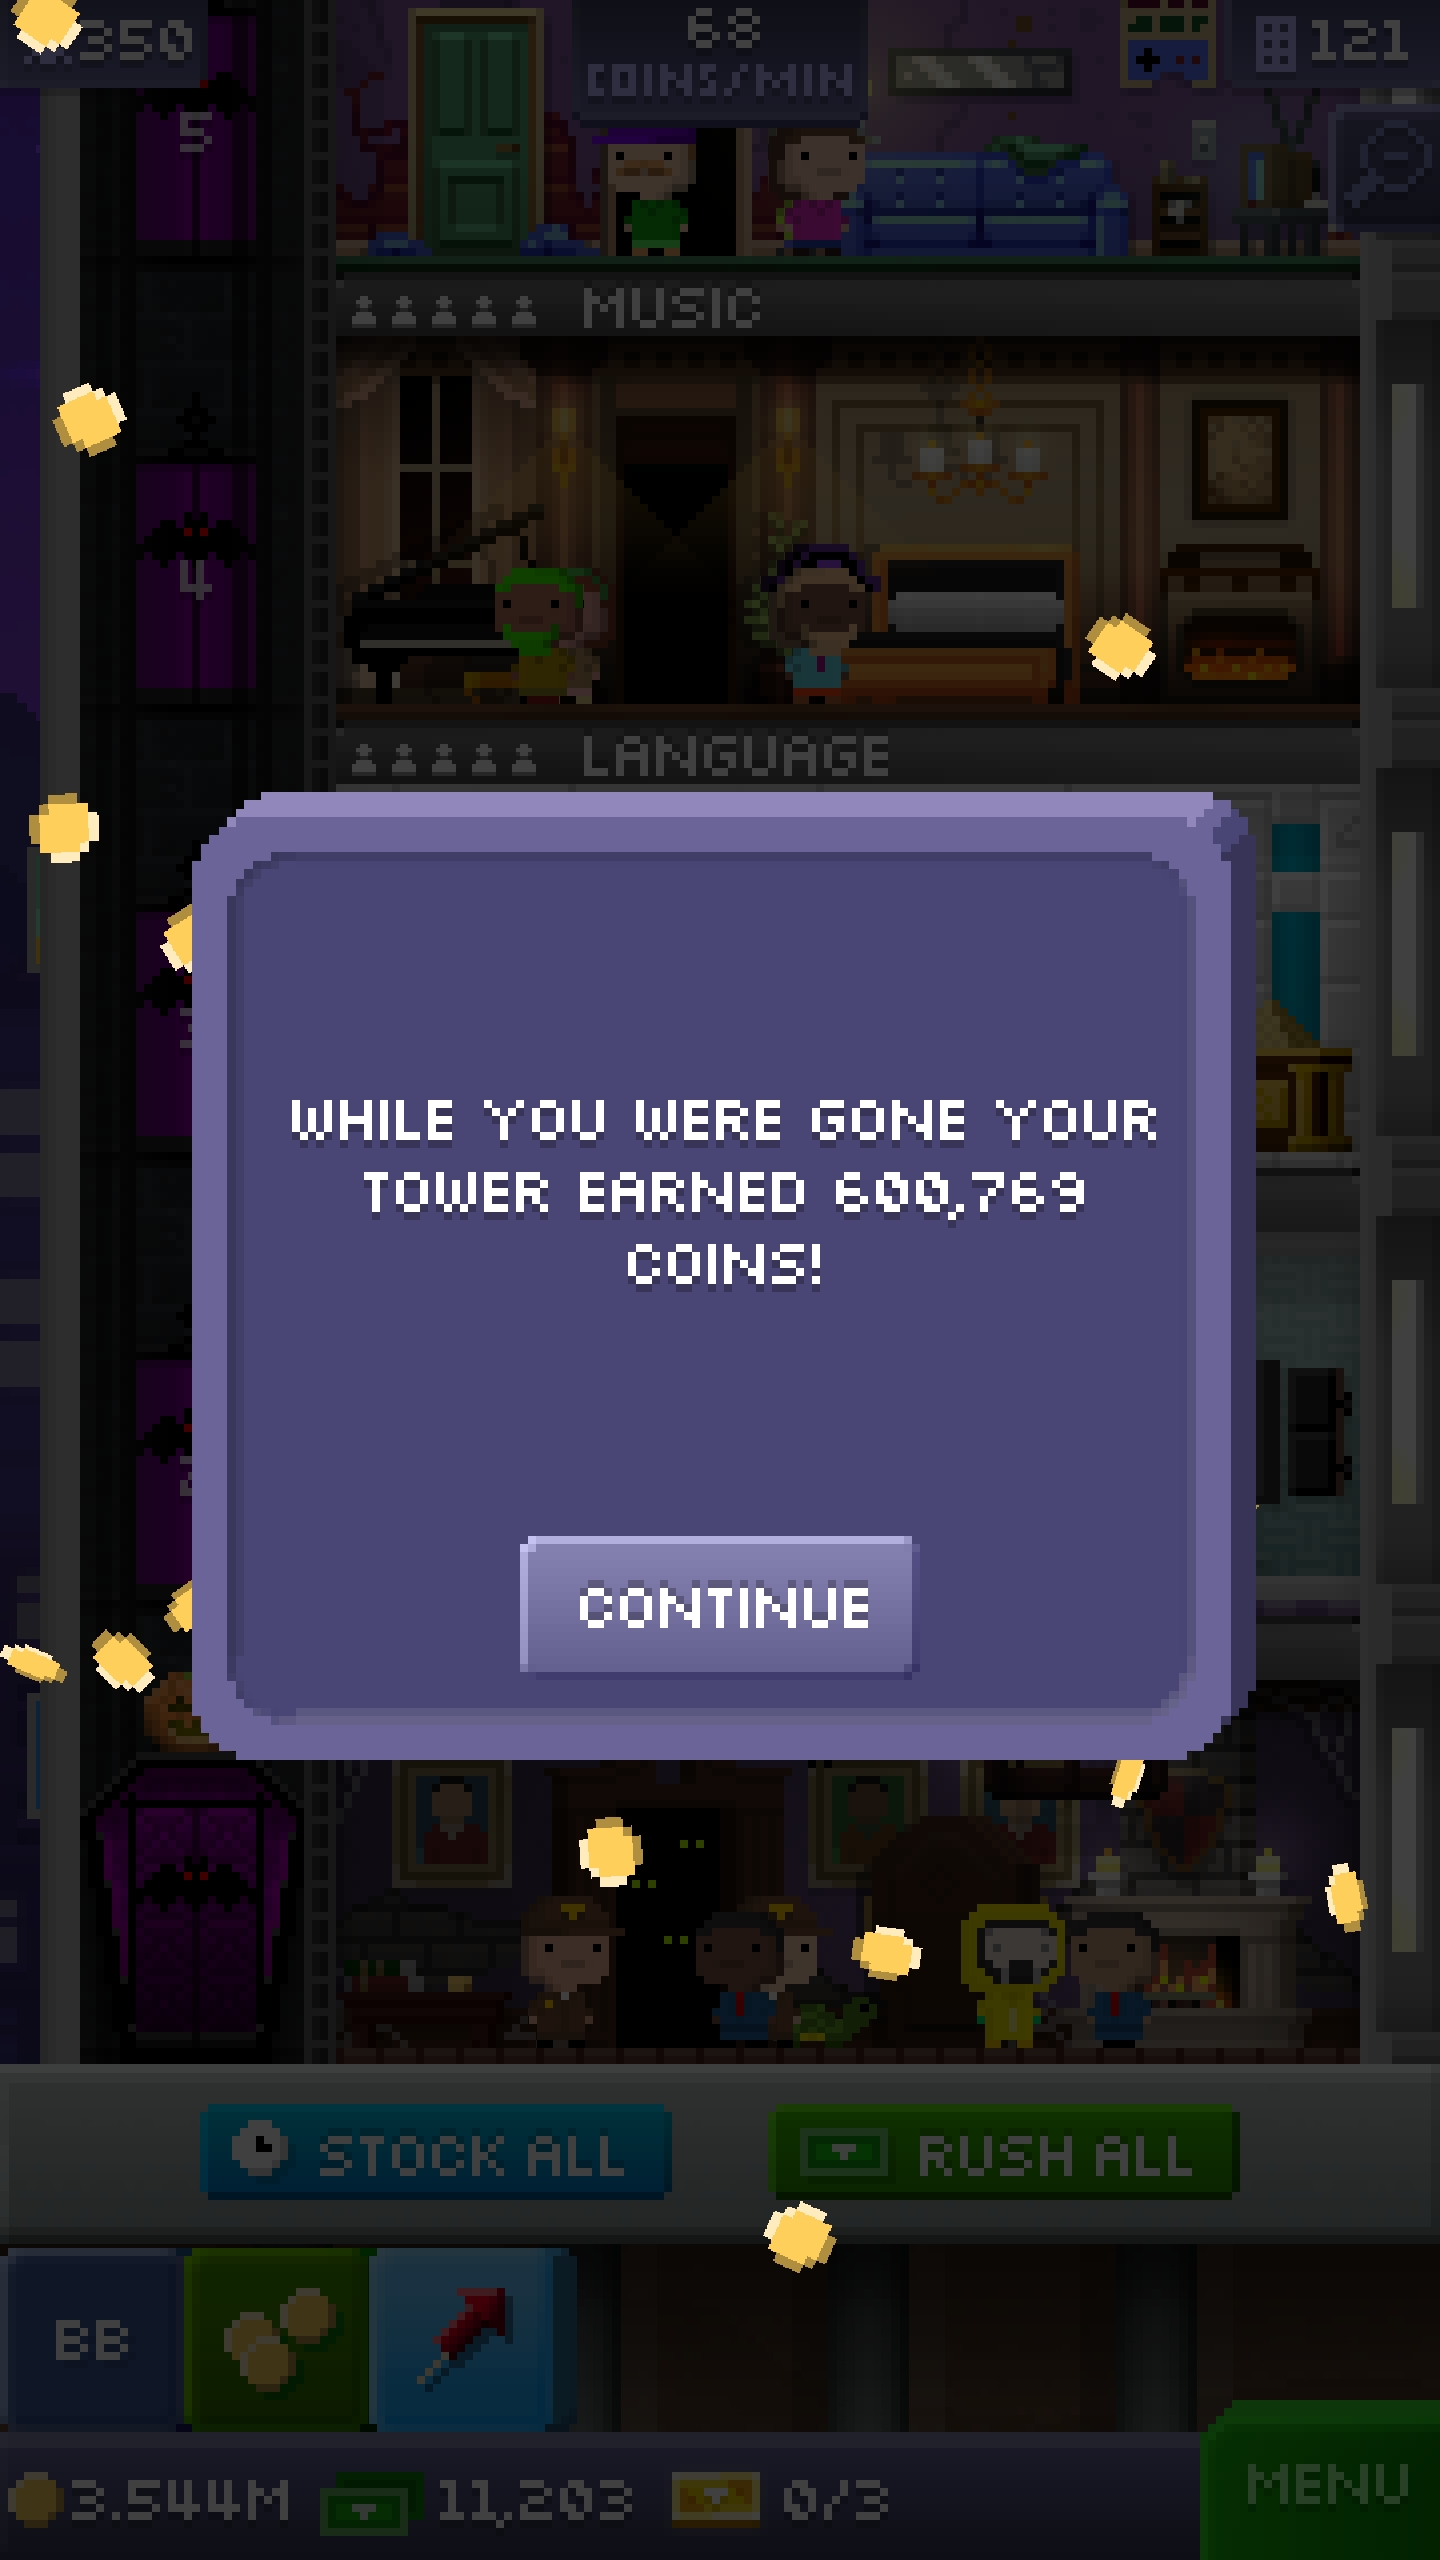 350
68
COINS/MIN
121
5
MUSIC
4
LANGUAGE
WHILE YOU WERE GONE YOUR
TOWER EARNED 600,769
COINS!
CONTINUE
STOCK ALL
RUSH ALL
BB
3.544M
11,203
0/3
MENU